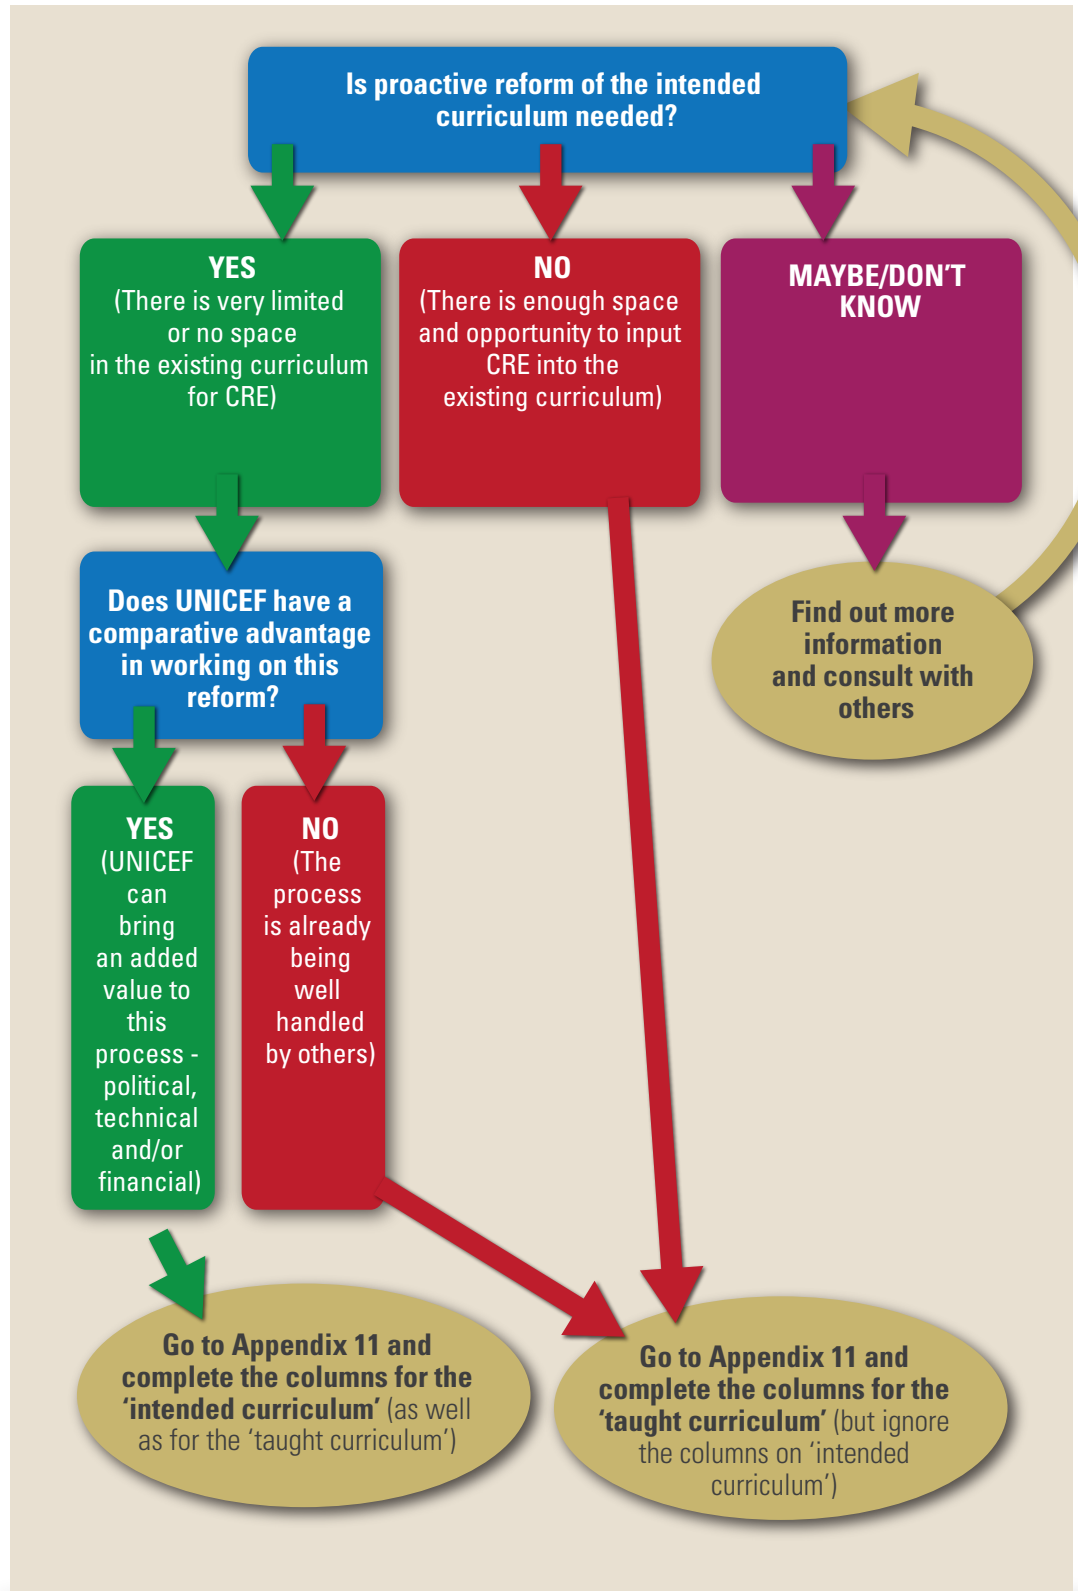 Is proactive reform of the intended
curriculum needed?
YES
(There is very limited
or no space
in the existing curriculum
for CRE)
NO
(There is enough space
and opportunity to input
CRE into the
existing curriculum)
MAYBE/DON'T
KNOW
Does UNICEF have a
comparative advantage
in working on this
reform?
Find out more
information
and consult with
others
YES
(UNICEF
can
bring
an added
value to
this
process -
political,
technical
and/or
financial)
NO
(The
process
is already
being
well
handled
by others)
Go to Appendix 11 and
complete the columns for the
‘intended curriculum’ (as well
as for the ‘taught curriculum’)
Go to Appendix 11 and
complete the columns for the
‘taught curriculum’ (but ignore
the columns on ‘intended
curriculum’)